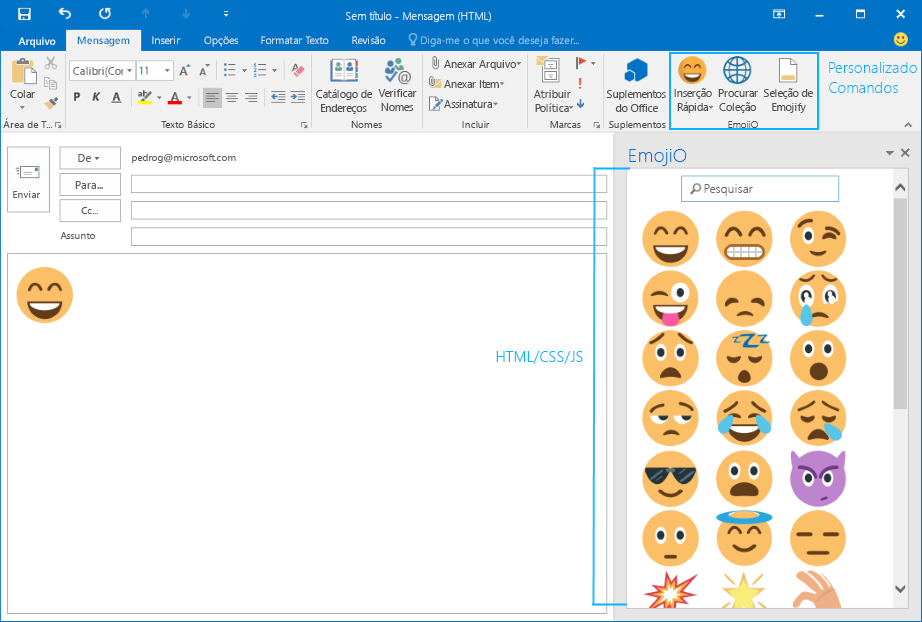 Sem título - Mensagem (HTML)
Arquivo
Mensagem
Inserir
Opções
Formatar Texto
Revisão
Diga-me o que você deseja fazer...
Colar
Área de T...
Calibri(Cor
11
P K A
ab
A
Texto Básico
Catálogo de
Endereços
Verificar
Nomes
Nomes
Anexar Arquivo
Anexar Item
Assinatura
Incluir
Atribuir
Política
Marcas
Suplementos
do Office
Suplementos
Inserção
Rápida
Procurar
Coleção
Seleção de
Emojify
EmojiO
Personalizado
Comandos
Enviar
De
pedrog@microsoft.com
Para...
Cc...
Assunto
HTML/CSS/JS
EmojiO
Pesquisar